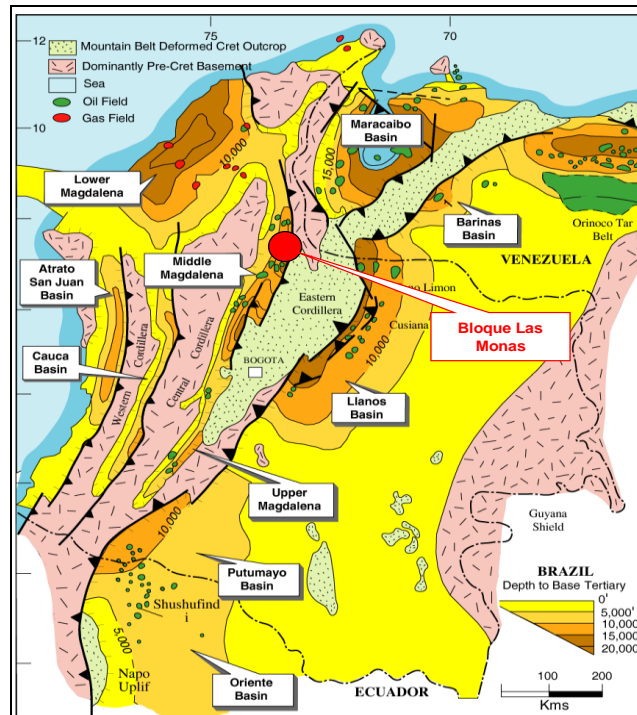 75
70
12
10
Mountain Belt Deformed Cret Outcrop
Dominantly Pre-Cret Basement
Sea
Oil Field
Gas Field
Maracaibo
Basin
10,000
15,000
Lower
Magdalena
Barinas
Basin
Orinoco Tar
Belt
Middle
Magdalena
VENEZUELA
Atrato
San Juan
Basin
Eastern
Cordillera
no Limon
Cusiana
Bloque Las
Monas
10,000
Cordillera
Western
Cordillera
Central
Cauca
Basin
BOGOTA
Llanos
Basin
Upper
Magdalena
Guyana
Shield
10,000
Putumayo
Basin
BRAZIL
Depth to Base Tertiary
0'
5,000'
10,000
15,000
20,000
Shushufind
i
5,000
Napo
Uplif
Oriente
Basin
ECUADOR
0
100
200
Kms